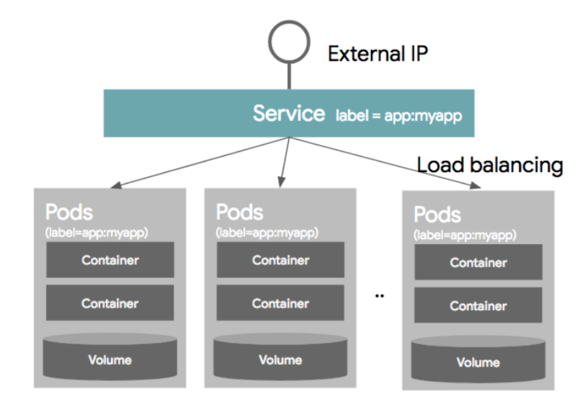 External IP
Service label = app:myapp
Load balancing
Pods
(label=app:myapp)
Container
Container
Volume
Pods
(label=app:myapp)
Container
Container
Volume
..
Pods
(label=app:myapp)
Container
Container
Volume